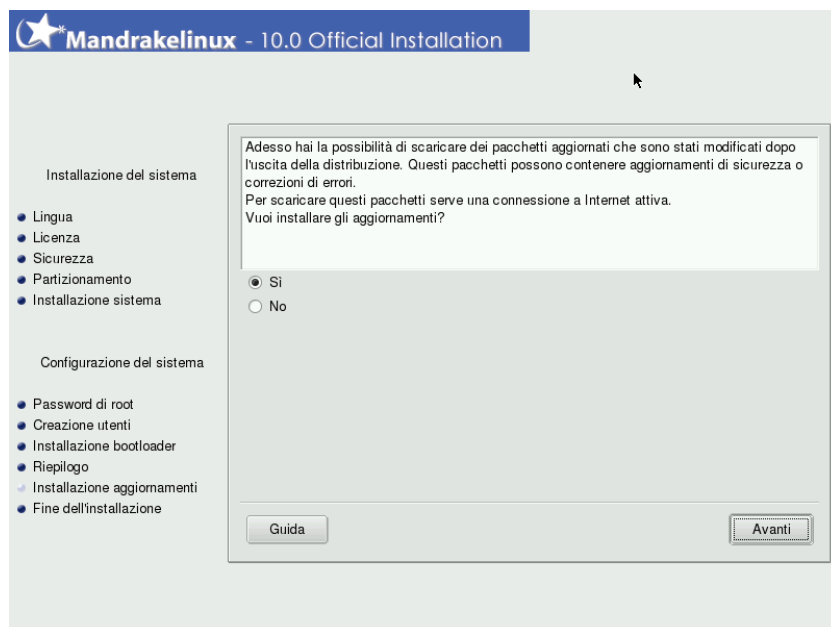 Mandrakelinux - 10.0 Official Installation
Installazione del sistema
Lingua
Licenza
Sicurezza
Partizionamento
Installazione sistema
Configurazione del sistema
Password di root
Creazione utenti
Installazione bootloader
Riepilogo
Installazione aggiornamenti
Fine dell'installazione
Adesso hai la possibilità di scaricare dei pacchetti aggiornati che sono stati modificati dopo
l'uscita della distribuzione. Questi pacchetti possono contenere aggiornamenti di sicurezza o
correzioni di errori.
Per scaricare questi pacchetti serve una connessione a Internet attiva.
Vuoi installare gli aggiornamenti?
Sì
No
Guida
Avanti